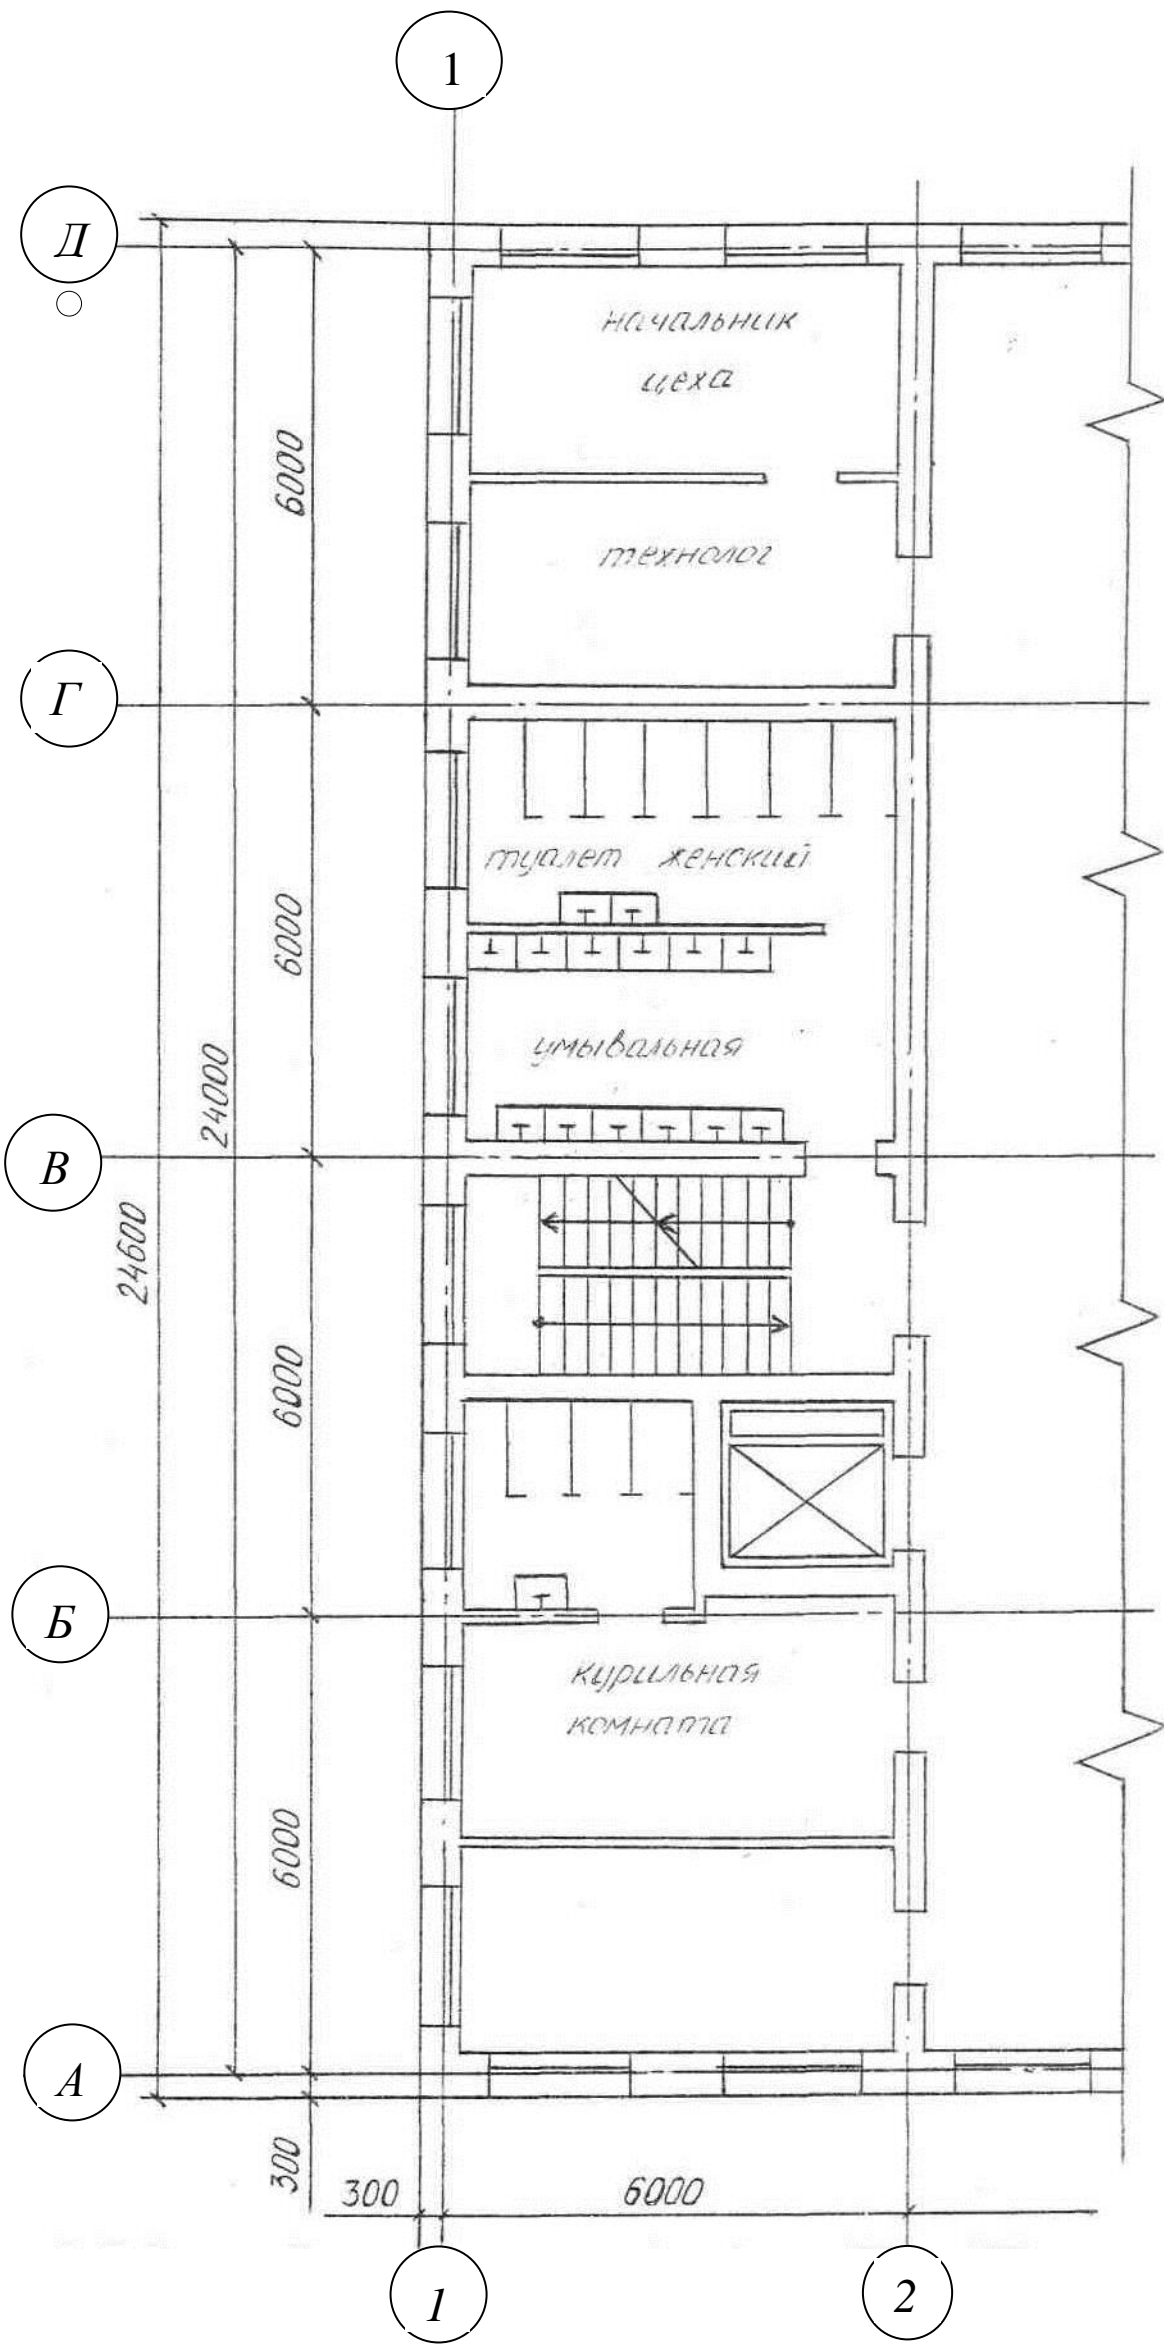 1
Д
начальник
цеха
6000
технолог
Г
туалет женский
6000
умывальная
24000
В
24600
6000
Б
курильная
комната
6000
А
300
300
6000
1
2